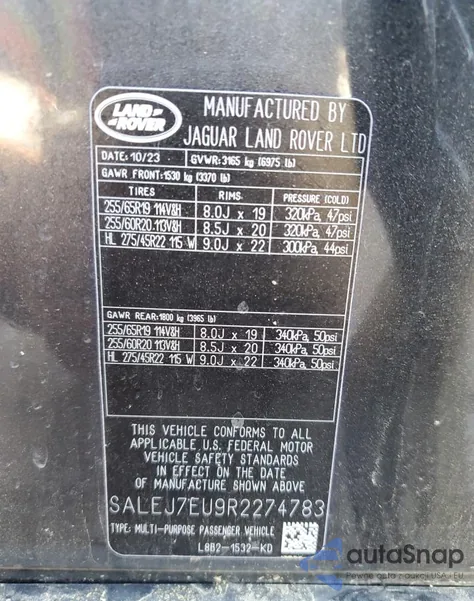 LAND
ROVER
MANUFACTURED BY
JAGUAR LAND ROVER LTD
DATE: 10/23 GVWR: 3165 kg (6975 lb)
GAWR FRONT: 1530 kg (3370 lb)
TIRES RIMS PRESSURE (COLD)
255/65R19 114V&H 8.0J x 19 320kPa, 47psi
255/60R20 113V&H 8.5J x 20 320kPa, 47psi
HL 275/45R22 115 W 9.0J x 22 300kPa, 44psi
GAWR REAR: 1800 kg (3965 lb)
255/65R19 114V&H 8.0J x 19 340kPa, 50psi
255/60R20 113V&H 8.5J x 20 340kPa, 50psi
HL 275/45R22 115 W 9.0J x 22 340kPa, 50psi
THIS VEHICLE CONFORMS TO ALL
APPLICABLE U.S. FEDERAL MOTOR
VEHICLE SAFETY STANDARDS
IN EFFECT ON THE DATE
OF MANUFACTURE SHOWN ABOVE
SALEJ7EU9R2274783
TYPE: MULTI-PURPOSE PASSENGER VEHICLE
L8B2-1532-KD
autoSnap
Powered by auto auctions